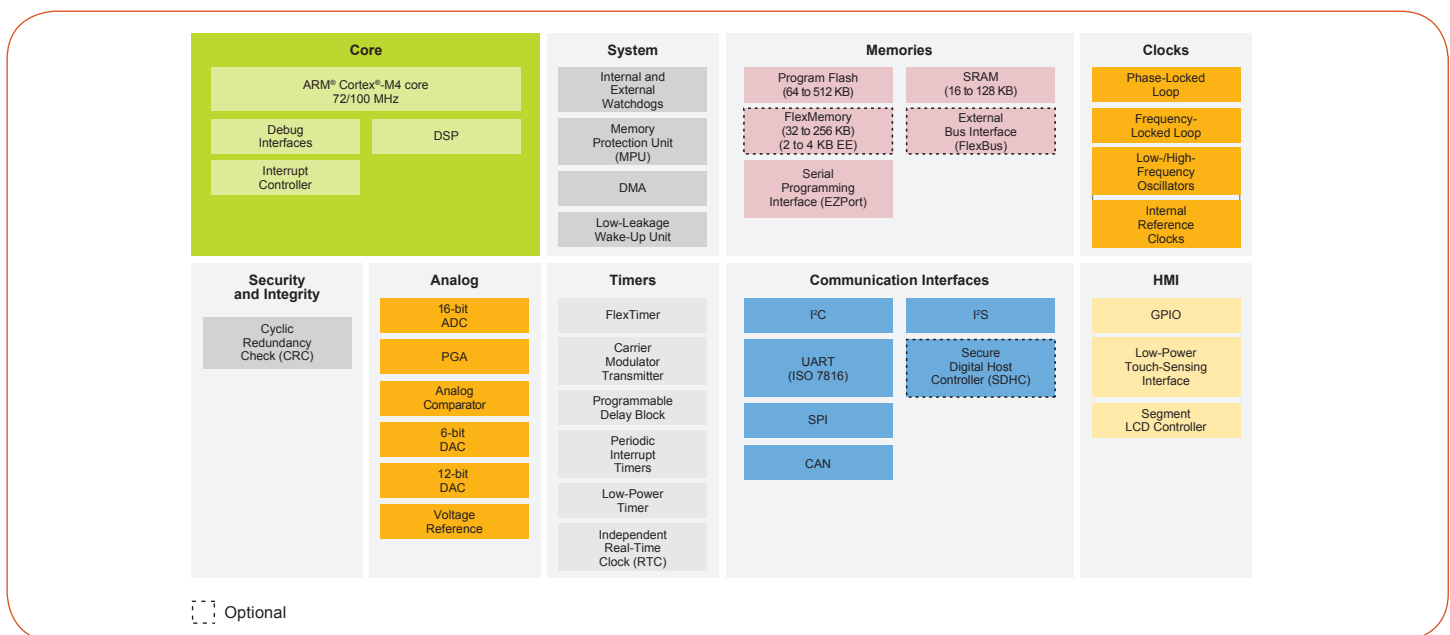 Core
ARM® Cortex®-M4 core
72/100 MHz
Debug
Interfaces
DSP
Interrupt
Controller
System
Internal and
External
Watchdogs
Memory
Protection Unit
(MPU)
DMA
Low-Leakage
Wake-Up Unit
Memories
Program Flash
(64 to 512 KB)
SRAM
(16 to 128 KB)
FlexMemory
(32 to 256 KB)
(2 to 4 KB EE)
External
Bus Interface
(FlexBus)
Serial
Programming
Interface (EZPort)
Clocks
Phase-Locked
Loop
Frequency-
Locked Loop
Low-/High-
Frequency
Oscillators
Internal
Reference
Clocks
Security
and Integrity
Cyclic
Redundancy
Check (CRC)
Analog
16-bit
ADC
PGA
Analog
Comparator
6-bit
DAC
12-bit
DAC
Voltage
Reference
Timers
FlexTimer
Carrier
Modulator
Transmitter
Programmable
Delay Block
Periodic
Interrupt
Timers
Low-Power
Timer
Independent
Real-Time
Clock (RTC)
Communication Interfaces
I²C
I²S
UART
(ISO 7816)
Secure
Digital Host
Controller (SDHC)
SPI
CAN
HMI
GPIO
Low-Power
Touch-Sensing
Interface
Segment
LCD Controller
Optional